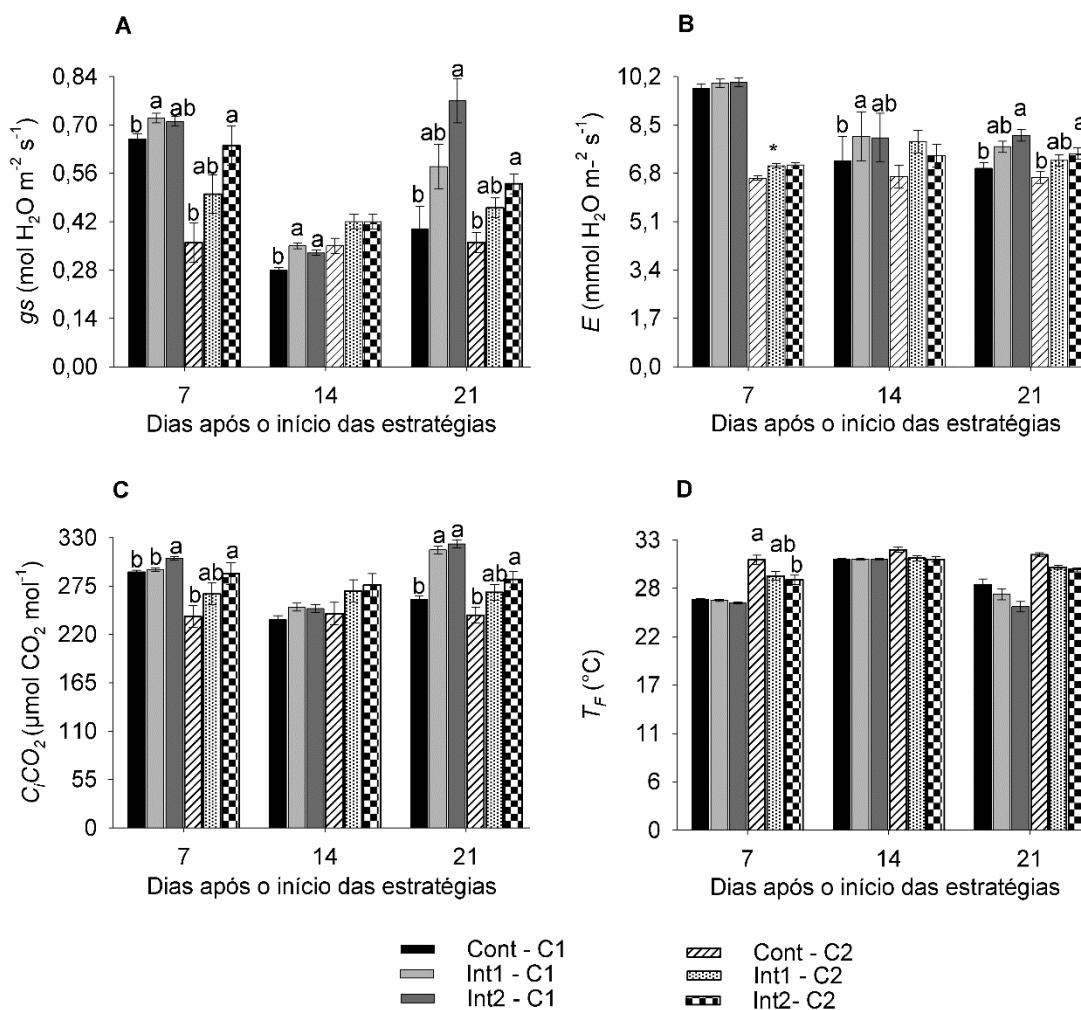 A
gs (mol H₂O m⁻² s⁻¹)
0,84
0,70
0,56
0,42
0,28
0,14
0,00
b a ab b ab a
b a a
b ab a b ab a
7 14 21
Dias após o início das estratégias
B
E (mmol H₂O m⁻² s⁻¹)
10,2
8,5
6,8
5,1
3,4
1,7
0,0
*
b a ab
b ab a b a
7 14 21
Dias após o início das estratégias
C
CᵢCO₂ (µmol CO₂ mol⁻¹)
330
275
220
165
110
55
0
b b a b ab a
b a a b ab a
7 14 21
Dias após o início das estratégias
D
T_F (°C)
33
28
22
17
11
6
0
a ab b
7 14 21
Dias após o início das estratégias
Cont - C1
Int1 - C1
Int2 - C1
Cont - C2
Int1 - C2
Int2- C2